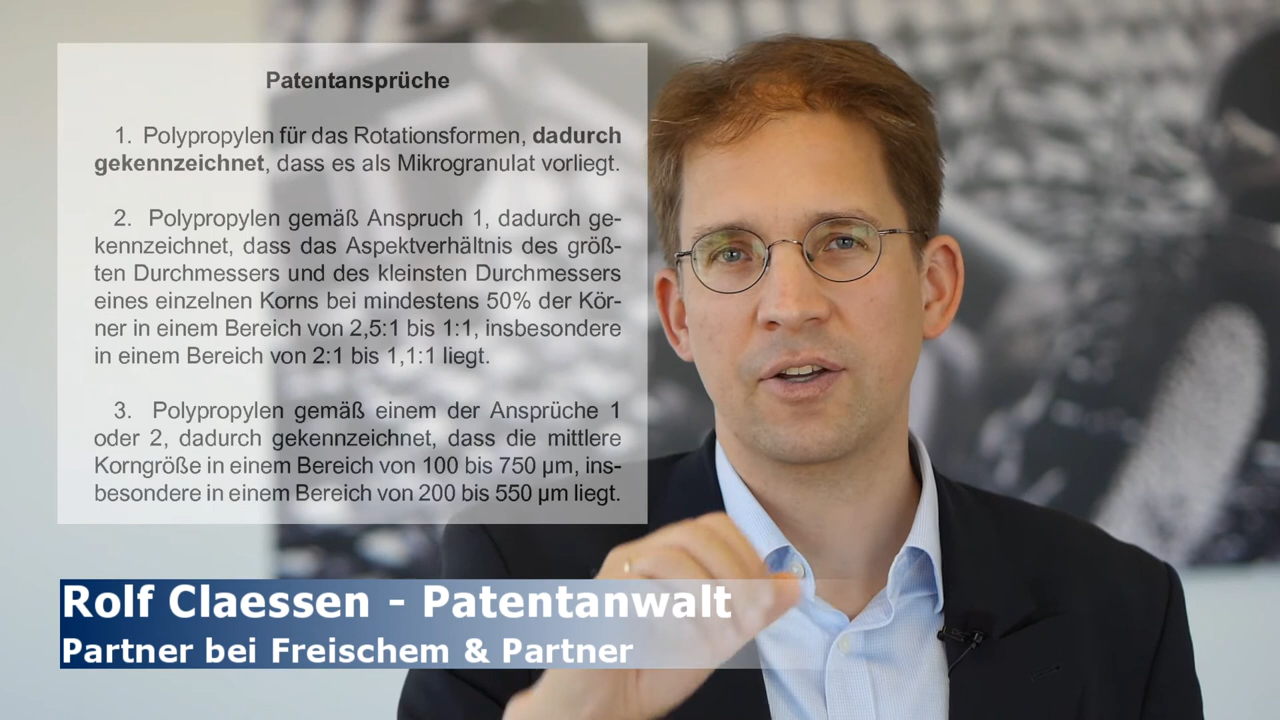 Patentansprüche
1. Polypropylen für das Rotationsformen, dadurch
gekennzeichnet, dass es als Mikrogranulat vorliegt.
2. Polypropylen gemäß Anspruch 1, dadurch ge-
kennzeichnet, dass das Aspektverhältnis des größ-
ten Durchmessers und des kleinsten Durchmessers
eines einzelnen Korns bei mindestens 50% der Kör-
ner in einem Bereich von 2,5:1 bis 1:1, insbesondere
in einem Bereich von 2:1 bis 1,1:1 liegt.
3. Polypropylen gemäß einem der Ansprüche 1
oder 2, dadurch gekennzeichnet, dass die mittlere
Korngröße in einem Bereich von 100 bis 750 µm, ins-
besondere in einem Bereich von 200 bis 550 µm liegt.
Rolf Claessen - Patentanwalt
Partner bei Freischem & Partner